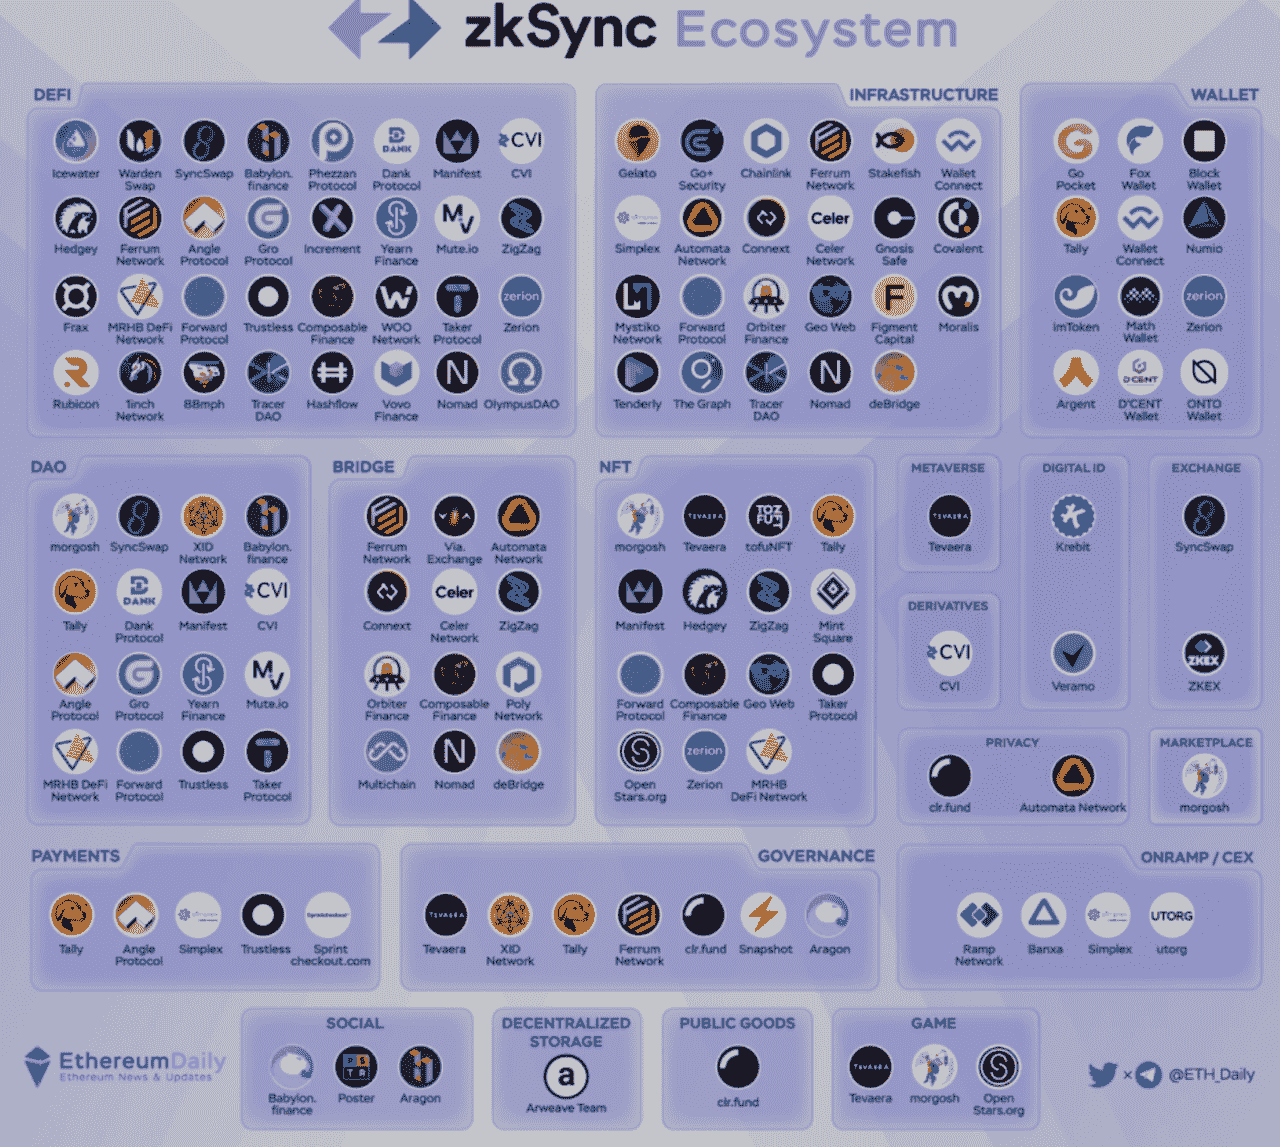 zkSync Ecosystem
DEFI
Icewater Warden Swap SyncSwap Babylon. finance Phezzan Protocol Dank Protocol Manifest CVI
Hedgey Ferrum Network Angle Protocol Gro Protocol Increment Yearn Finance Mute.io ZigZag
Frax MRHB DeFi Network Forward Protocol Trustless Composable Finance WOO Network Taker Protocol Zerion
Rubicon 1inch Network BBmph Tracer DAO Hashflow Vovo Finance Nomad OlympusDAO
INFRASTRUCTURE
Gelato Go+ Security Chainlink Ferrum Network Stakefish Wallet Connect
Simplex Automata Network Connext Celer Network Gnosis Safe Covalent
Mystiko Network Forward Protocol Orbiter Finance Geo Web Figment Capital Moralis
Tenderly The Graph Tracer DAO Nomad deBridge
WALLET
Go Pocket Fox Wallet Block Wallet
Tally Wallet Connect Numio
imToken Math Wallet Zerion
Argent D'CENT Wallet ONTO Wallet
DAO
morgosh SyncSwap XID Network Babylon. finance
Tally Dank Protocol Manifest CVI
Angle Protocol Gro Protocol Yearn Finance Mute.io
MRHB DeFi Network Forward Protocol Trustless Taker Protocol
BRIDGE
Ferrum Network Via. Exchange Automata Network
Connext Celer Network ZigZag
Orbiter Finance Composable Finance Poly Network
Multichain Nomad deBridge
NFT
morgosh Tevaera tofuNFT Tally
Manifest Hedgey ZigZag Mint Square
Forward Protocol Composable Finance Geo Web Taker Protocol
Open Stars.org Zerion MRHB DeFi Network
METAVERSE
Tevaera
DIGITAL ID
Krebit
Veramo
EXCHANGE
SyncSwap
ZKEX
DERIVATIVES
CVI
PRIVACY
clr.fund Automata Network
MARKETPLACE
morgosh
PAYMENTS
Tally Angle Protocol Simplex Trustless Sprint checkout.com
GOVERNANCE
Tevaera XID Network Tally Ferrum Network clr.fund Snapshot Aragon
ONRAMP / CEX
Ramp Network Banxa Simplex utorg
SOCIAL
Babylon. finance Poster Aragon
DECENTRALIZED
STORAGE
Arweave Team
PUBLIC GOODS
clr.fund
GAME
Tevaera morgosh Open Stars.org
EthereumDaily
Ethereum News & Updates
@ETH_Daily